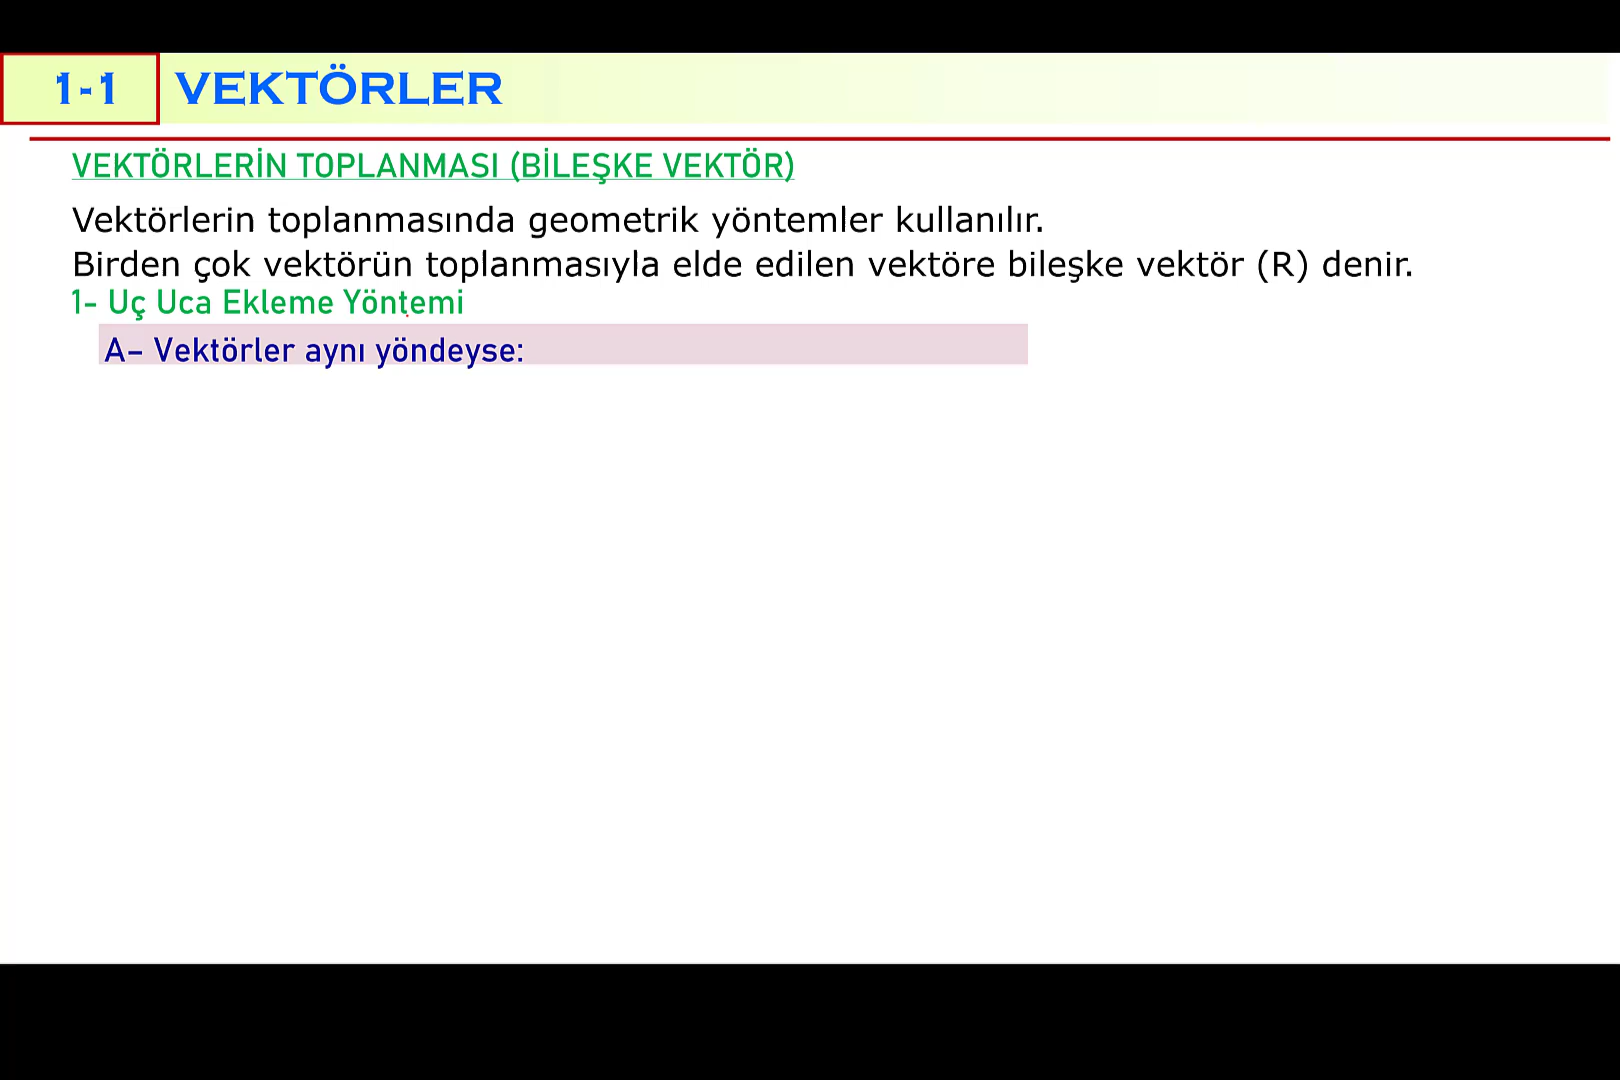 1-1 VEKTÖRLER
VEKTÖRLERİN TOPLANMASI (BİLEŞKE VEKTÖR)
Vektörlerin toplanmasında geometrik yöntemler kullanılır.
Birden çok vektörün toplanmasıyla elde edilen vektöre bileşke vektör (R) denir.
1- Uç Uca Ekleme Yöntemi
A– Vektörler aynı yöndeyse: